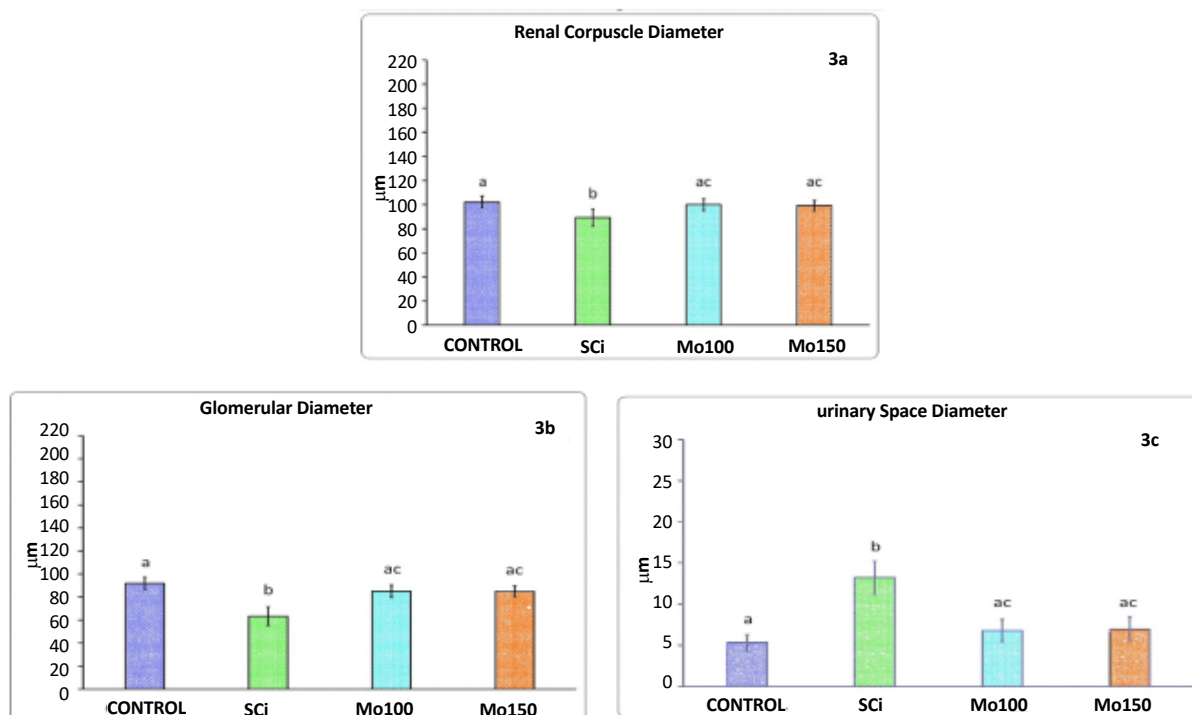 Renal Corpuscle Diameter
3a
220
200
180
160
140
120
100
80
60
40
20
0
μm
a
b
ac
ac
CONTROL SCi Mo100 Mo150
Glomerular Diameter
3b
220
200
180
160
140
120
100
80
60
40
20
0
μm
a
b
ac
ac
CONTROL SCi Mo100 Mo150
urinary Space Diameter
3c
30
25
20
15
10
5
0
μm
a
b
ac
ac
CONTROL SCi Mo100 Mo150